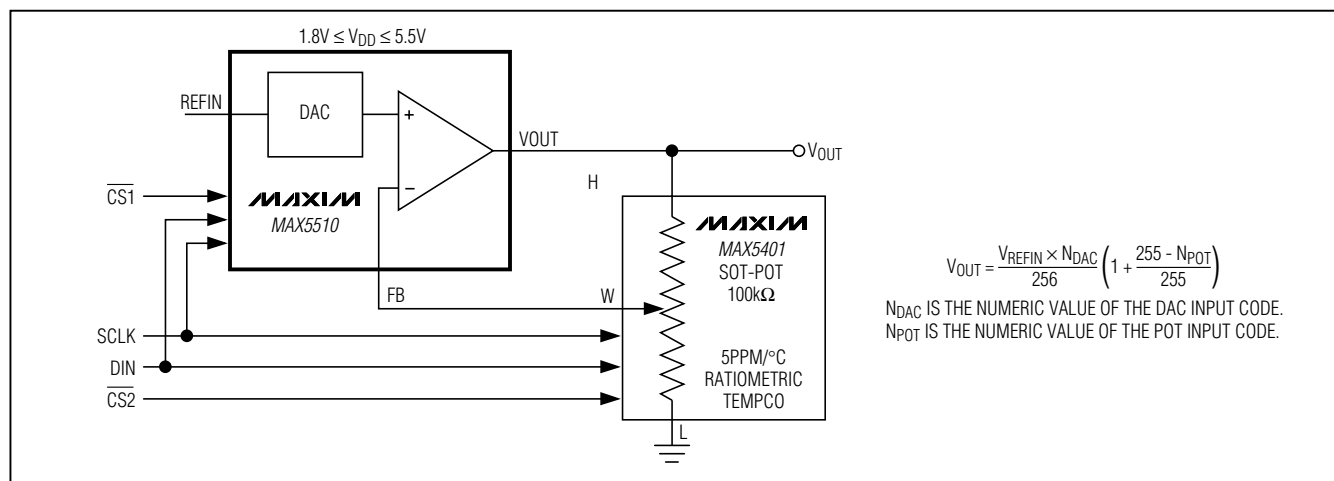 1.8V ≤ VDD ≤ 5.5V
REFIN
DAC
+
−
VOUT
VOUT
CS1
MAXIM
MAX5510
H
MAXIM
MAX5401
SOT-POT
100kΩ
FB
W
SCLK
DIN
CS2
5PPM/°C
RATIOMETRIC
TEMPCO
L
VOUT = VREFIN × NDAC / 256 (1 + 255 - NPOT / 255)
NDAC IS THE NUMERIC VALUE OF THE DAC INPUT CODE.
NPOT IS THE NUMERIC VALUE OF THE POT INPUT CODE.